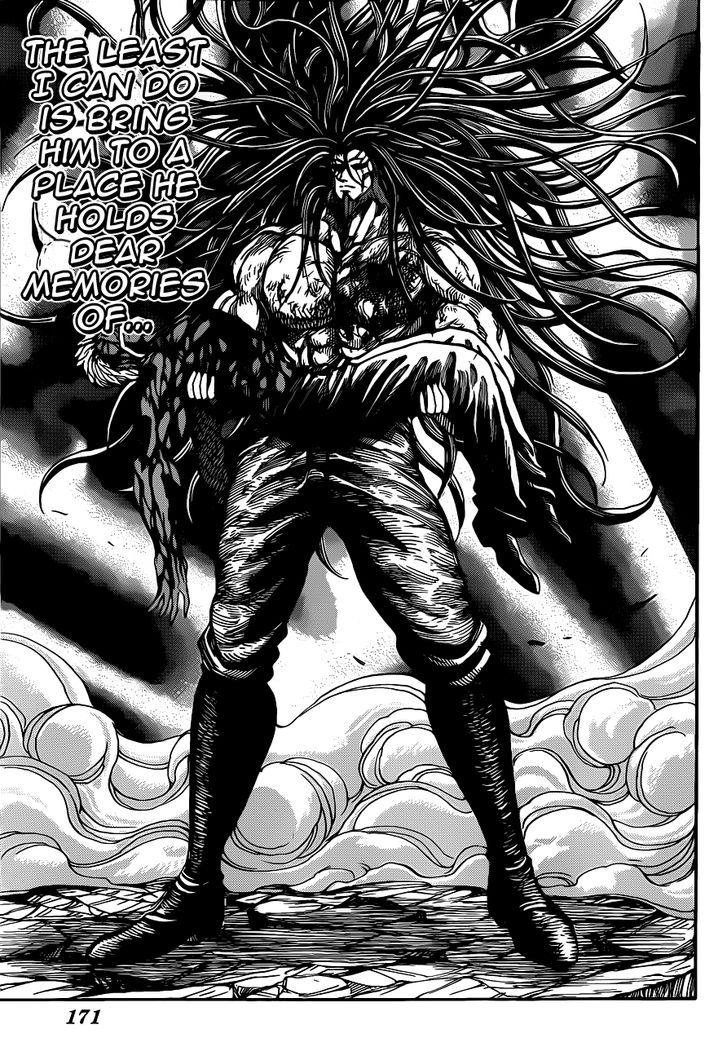 THE LEAST
I CAN DO
IS BRING
HIM TO A
PLACE HE
HOLDS
DEAR
MEMORIES
OF...
171